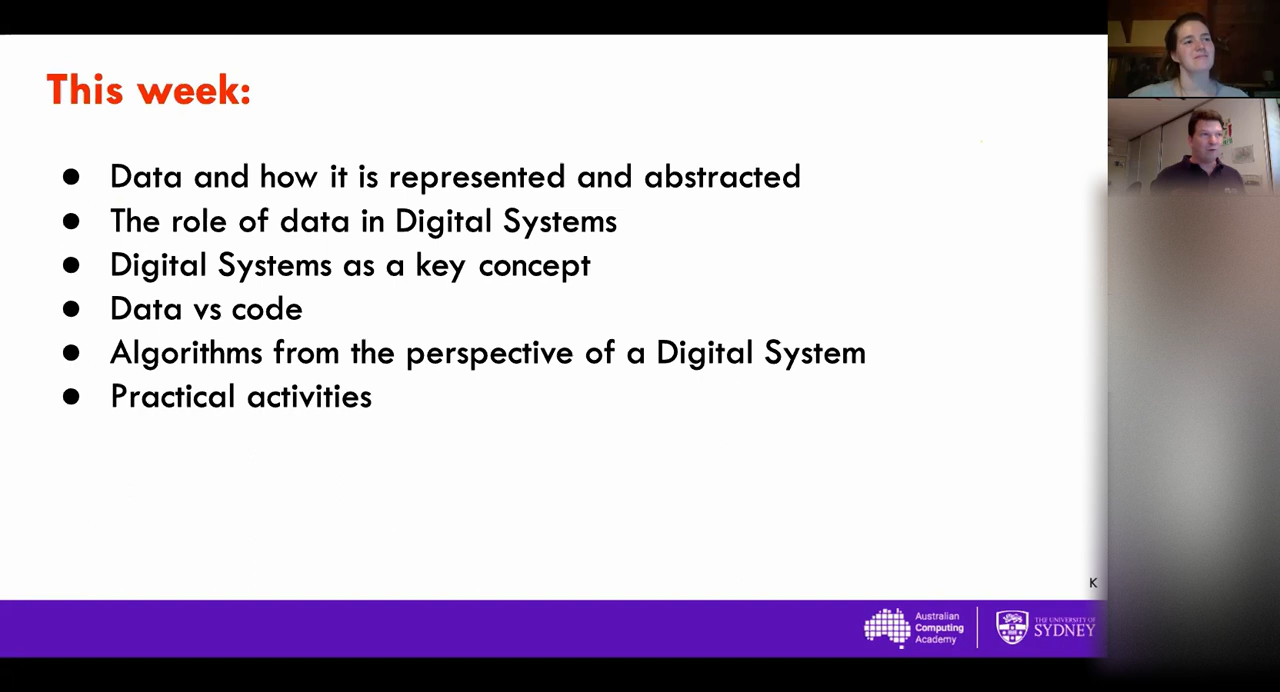 This week:
● Data and how it is represented and abstracted
● The role of data in Digital Systems
● Digital Systems as a key concept
● Data vs code
● Algorithms from the perspective of a Digital System
● Practical activities
K
Australian
Computing
Academy
THE UNIVERSITY OF
SYDNEY